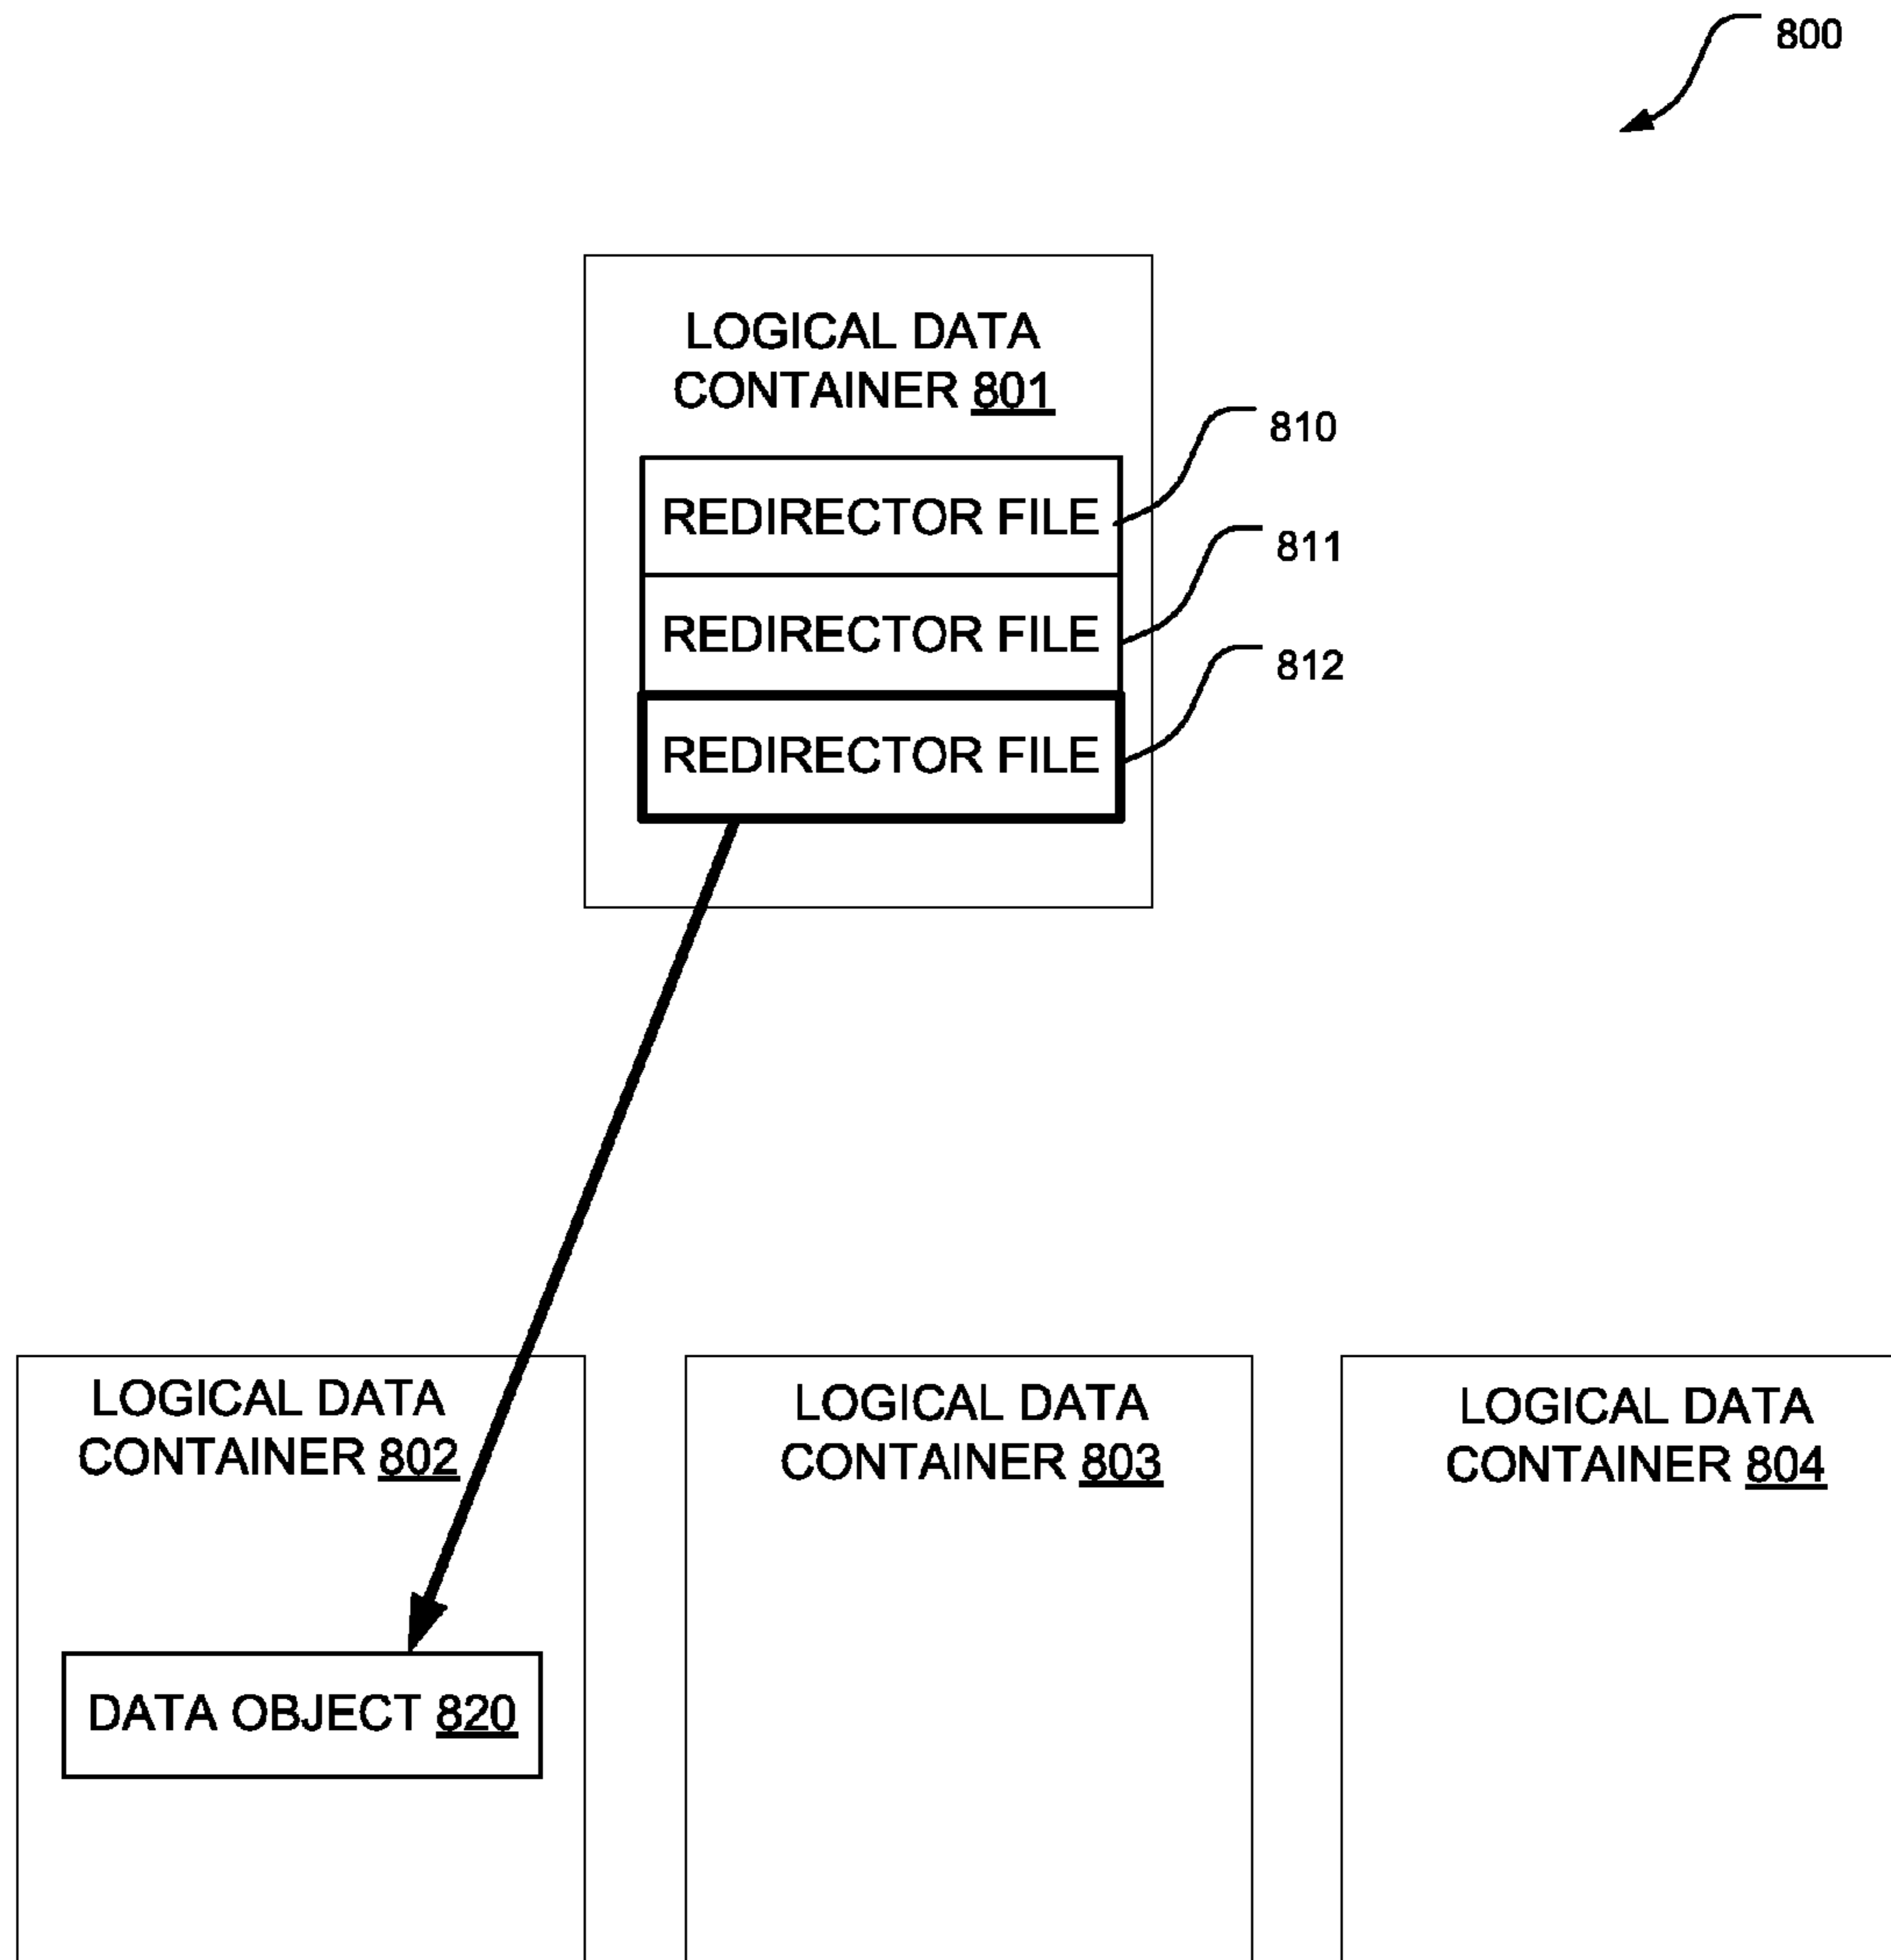 800
LOGICAL DATA
CONTAINER 801
810
REDIRECTOR FILE
811
REDIRECTOR FILE
812
REDIRECTOR FILE
LOGICAL DATA
CONTAINER 802
DATA OBJECT 820
LOGICAL DATA
CONTAINER 803
LOGICAL DATA
CONTAINER 804